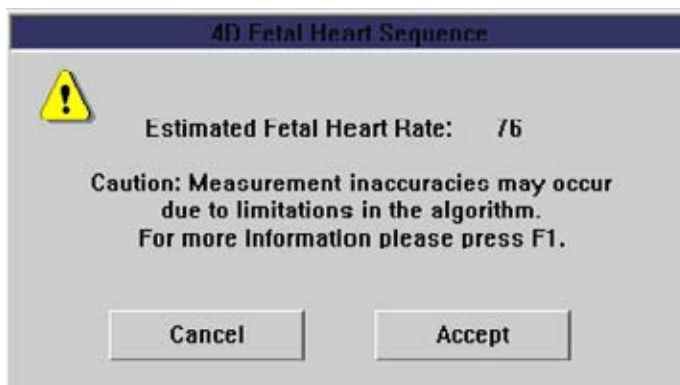 4D Fetal Heart Sequence
Estimated Fetal Heart Rate: 76
Caution: Measurement inaccuracies may occur
due to limitations in the algorithm.
For more information please press F1.
Cancel Accept